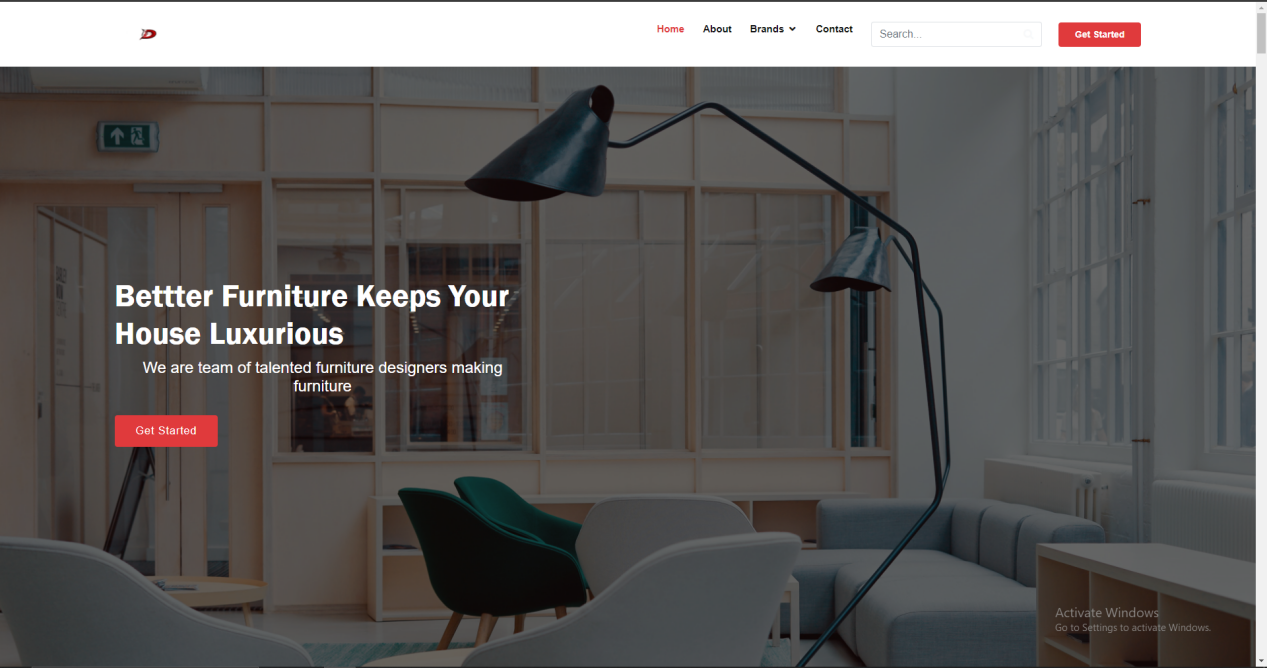 Home About Brands Contact Search... Get Started
Bettter Furniture Keeps Your
House Luxurious
We are team of talented furniture designers making
furniture
Get Started
Activate Windows
Go to Settings to activate Windows.